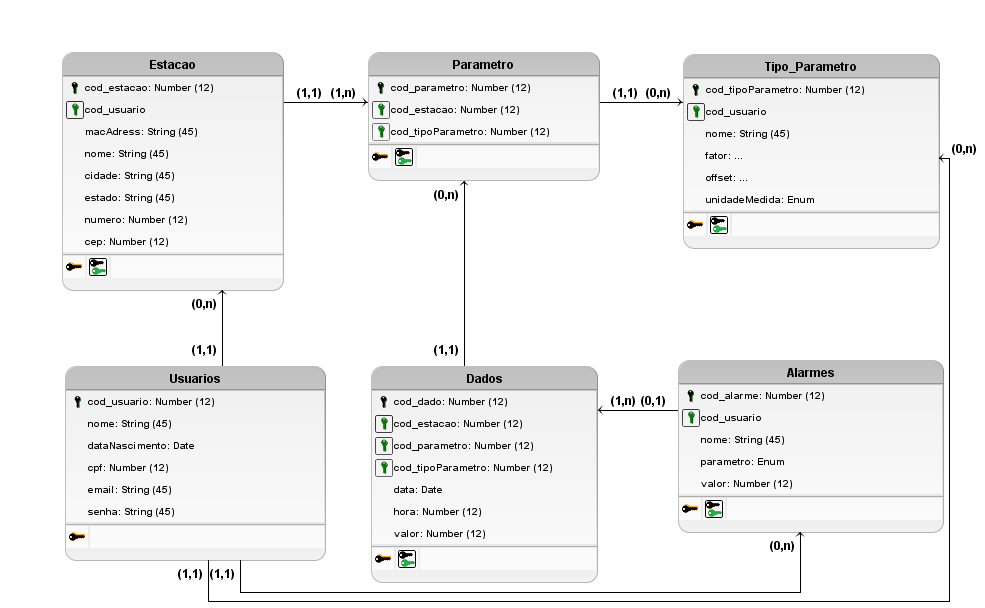 Estacao
cod_estacao: Number (12)
cod_usuario
macAdress: String (45)
nome: String (45)
cidade: String (45)
estado: String (45)
numero: Number (12)
cep: Number (12)
(1,1) (1,n)
Parametro
cod_parametro: Number (12)
cod_estacao: Number (12)
cod_tipoParametro: Number (12)
(1,1) (0,n)
Tipo_Parametro
cod_tipoParametro: Number (12)
cod_usuario
nome: String (45)
fator: ...
offset: ...
unidadeMedida: Enum
(0,n)
(0,n)
(0,n)
(1,1)
(1,1)
Usuarios
cod_usuario: Number (12)
nome: String (45)
dataNascimento: Date
cpf: Number (12)
email: String (45)
senha: String (45)
Dados
cod_dado: Number (12)
cod_estacao: Number (12)
cod_parametro: Number (12)
cod_tipoParametro: Number (12)
data: Date
hora: Number (12)
valor: Number (12)
(1,n) (0,1)
Alarmes
cod_alarme: Number (12)
cod_usuario
nome: String (45)
parametro: Enum
valor: Number (12)
(0,n)
(1,1) (1,1)